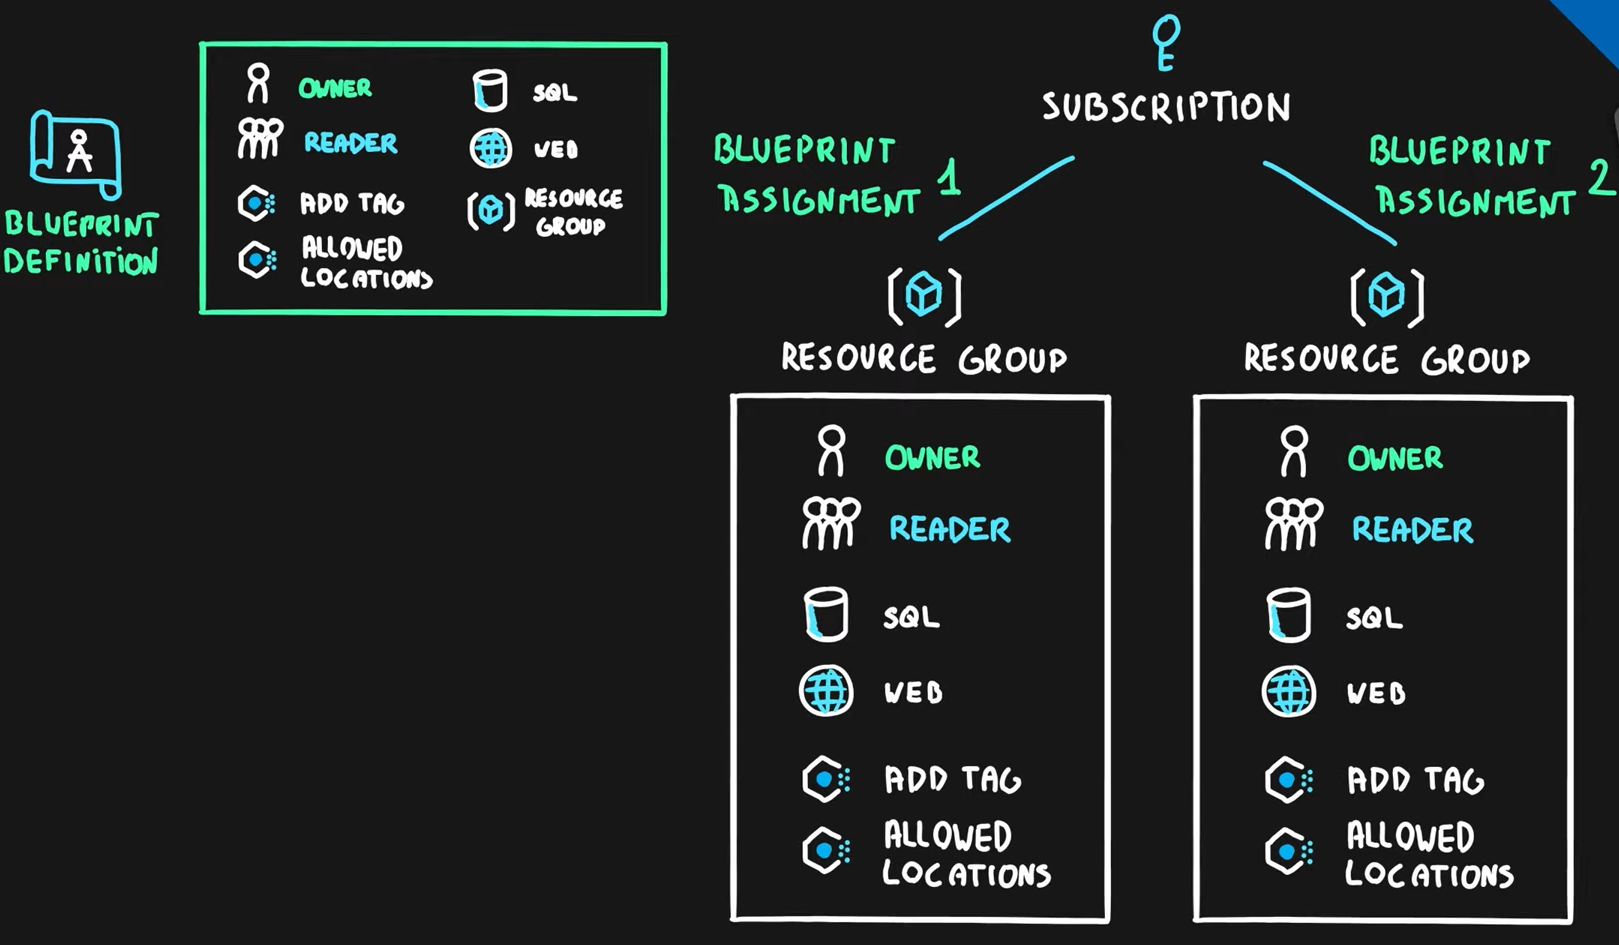 BLUEPRINT
DEFINITION
OWNER
READER
ADD TAG
ALLOWED
LOCATIONS
SQL
WEB
RESOURCE
GROUP
E
SUBSCRIPTION
BLUEPRINT
ASSIGNMENT 1
BLUEPRINT
ASSIGNMENT 2
RESOURCE GROUP
OWNER
READER
SQL
WEB
ADD TAG
ALLOWED
LOCATIONS
RESOURCE GROUP
OWNER
READER
SQL
WEB
ADD TAG
ALLOWED
LOCATIONS